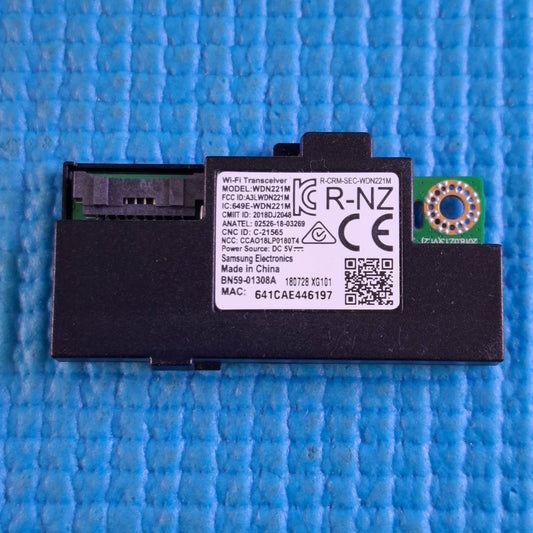 Wi-Fi Transceiver R-CRM-SEC-WDN221M
MODEL:WDN221M
FCC ID:A3LWDN221M
IC:649E-WDN221M
R-NZ
CMIIT ID: 2018DJ2048
ANATEL: 02526-18-03269
CNC ID: C-21565
NCC: CCAO18LP0180T4
Power Source: DC 5V
Samsung Electronics
Made in China
CE
BN59-01308A 180728 XG101
MAC: 641CAE446197